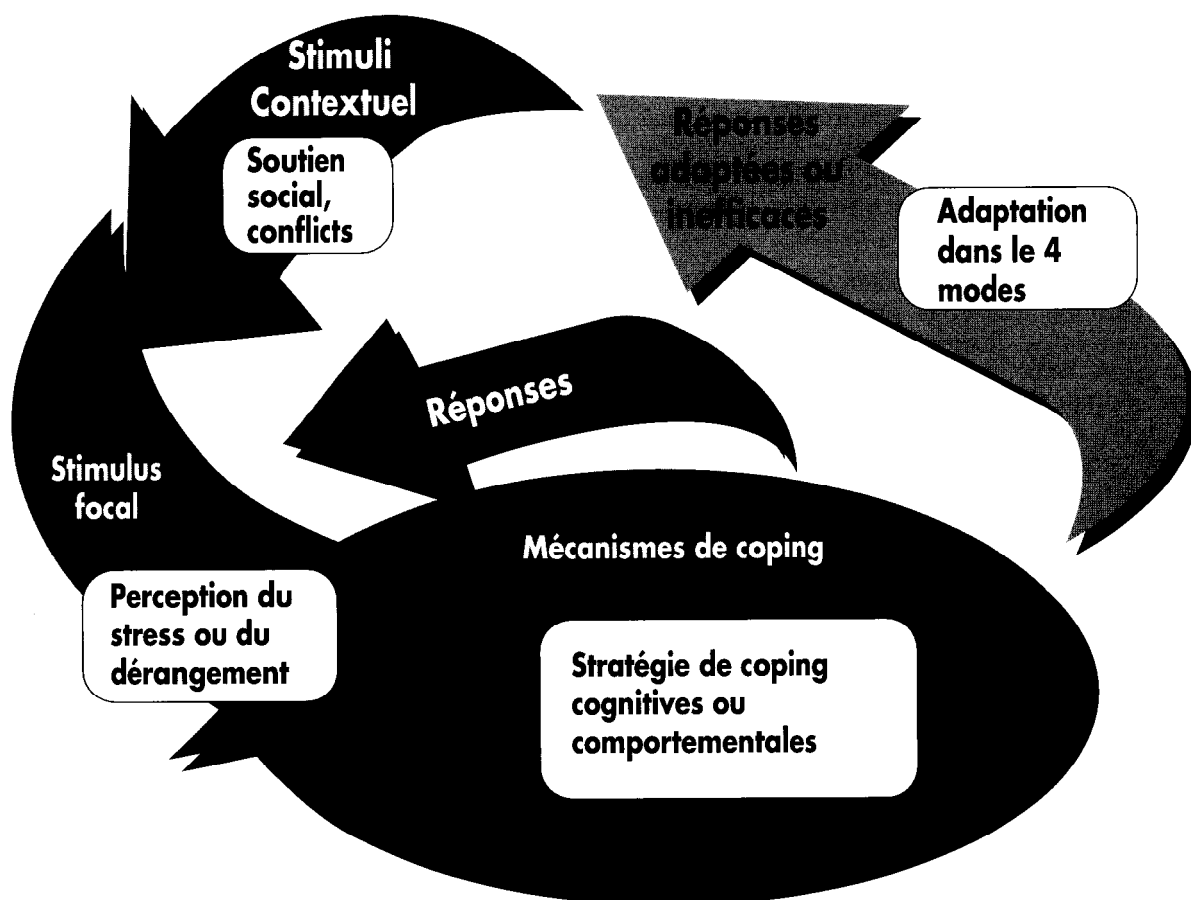 Stimuli
Contextuel
Soutien
social,
conflicts
Réponses
adaptées ou
inefficaces
Adaptation
dans le 4
modes
Réponses
Stimulus
focal
Mécanismes de coping
Perception du
stress ou du
dérangement
Stratégie de coping
cognitives ou
comportementales